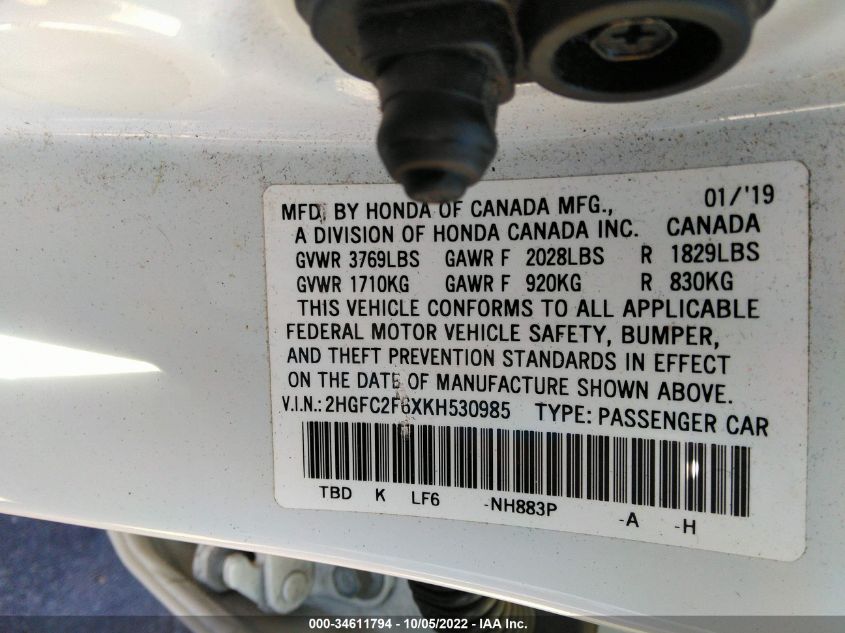 MFD. BY HONDA OF CANADA MFG., 01/'19
A DIVISION OF HONDA CANADA INC. CANADA
GVWR 3769LBS GAWR F 2028LBS R 1829LBS
GVWR 1710KG GAWR F 920KG R 830KG
THIS VEHICLE CONFORMS TO ALL APPLICABLE
FEDERAL MOTOR VEHICLE SAFETY, BUMPER,
AND THEFT PREVENTION STANDARDS IN EFFECT
ON THE DATE OF MANUFACTURE SHOWN ABOVE.
V.I.N.: 2HGFC2F6XKH530985 TYPE: PASSENGER CAR
TBD K LF6 -NH883P -A -H
000-34611794 - 10/05/2022 - IAA Inc.